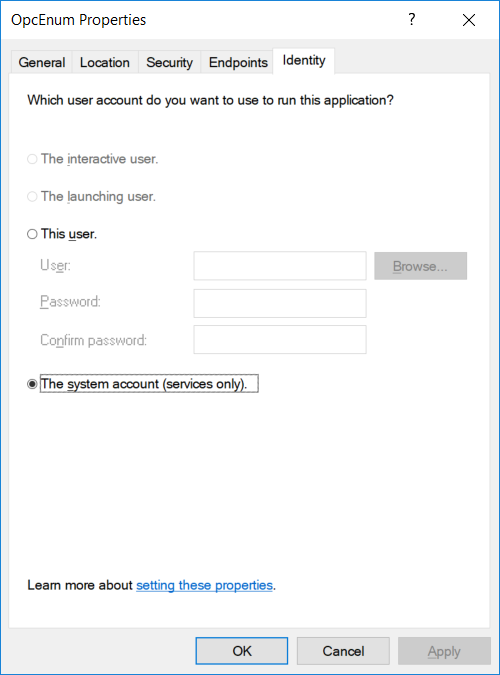 OpcEnum Properties
?
General Location Security Endpoints Identity
Which user account do you want to use to run this application?
The interactive user.
The launching user.
This user.
User:
Browse...
Password:
Confirm password:
The system account (services only).
Learn more about setting these properties.
OK Cancel Apply